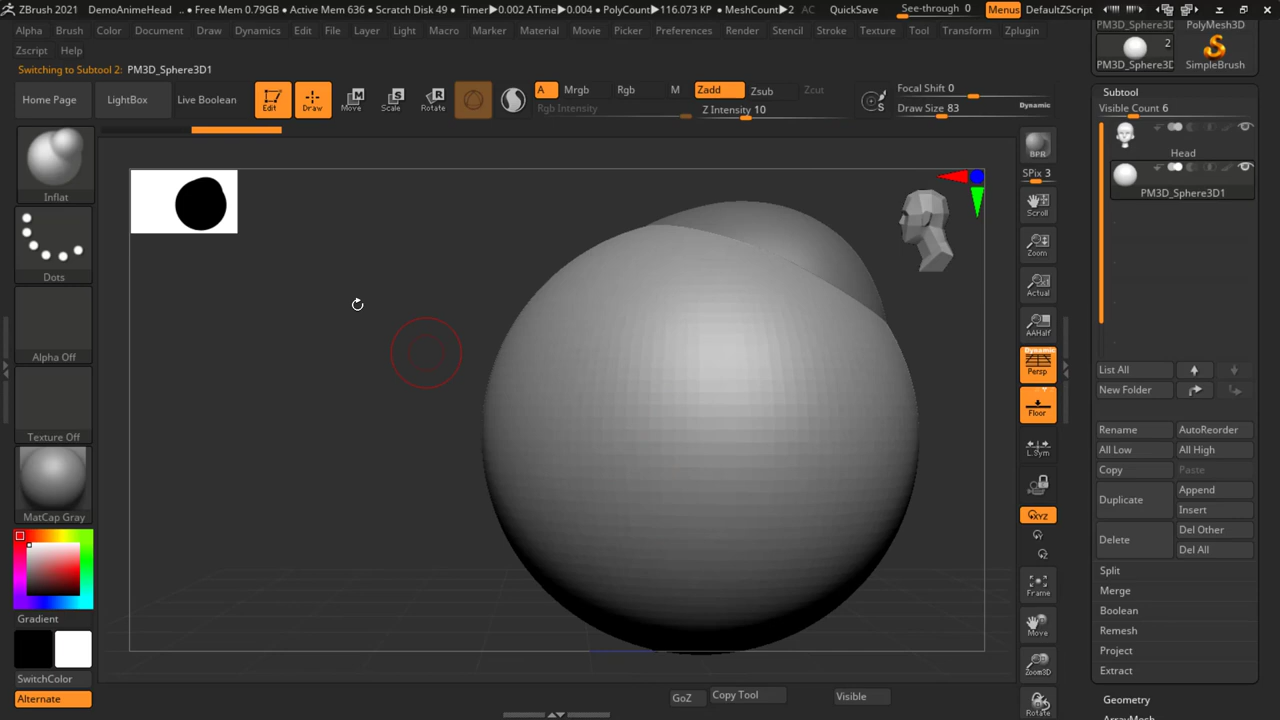 ZBrush 2021 DemoAnimeHead ● Free Mem 0.79GB ● Active Mem 636 ● Scratch Disk 49 ● Timer▶0.002 ATime▶0.004 ● PolyCount▶116.073 KP ● MeshCount▶2 AC QuickSave See-through 0 Menus DefaultZScript
Alpha Brush Color Document Draw Dynamics Edit File Layer Light Macro Marker Material Movie Picker Preferences Render Stencil Stroke Texture Tool Transform Zplugin
Zscript Help
Switching to Subtool 2: PM3D_Sphere3D1
Home Page LightBox Live Boolean Edit Draw Move Scale Rotate
A Mrgb Rgb M Zadd Zsub Zcut Focal Shift 0
Rgb Intensity Z Intensity 10 Draw Size 83 Dynamic
Inflat
Dots
Alpha Off
Texture Off
MatCap Gray
Gradient
SwitchColor
Alternate
BPR
SPix 3
Scroll
Zoom
Actual
AAHalf
Dynamic
Persp
Floor
L.Sym
XYZ
Frame
Move
Zoom3D
Rotate
GoZ Copy Tool Visible
PM3D_Sphere3D PolyMesh3D
2
PM3D_Sphere3D SimpleBrush
Subtool
Visible Count 6
Head
PM3D_Sphere3D1
List All
New Folder
Rename AutoReorder
All Low All High
Copy Paste
Duplicate Append
Insert
Delete Del Other
Del All
Split
Merge
Boolean
Remesh
Project
Extract
Geometry
ArrayMesh